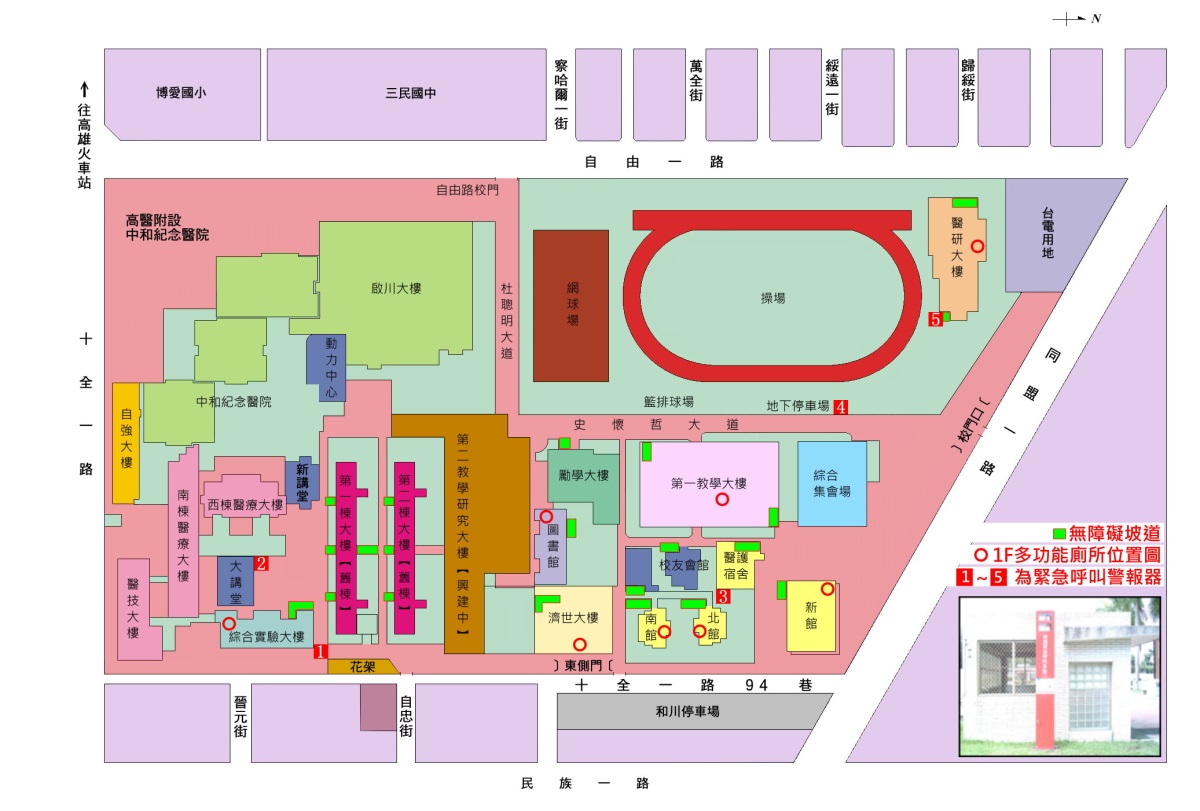 N
博愛國小
三民國中
察哈爾一街
萬全街
綏遠一街
歸綏街
往高雄火車站
自由一路
自由路校門
高醫附設
中和紀念醫院
啟川大樓
杜聰明大道
網球場
操場
醫研大樓
台電用地
5
動力中心
十全一路
同盟一路
中和紀念醫院
自強大樓
籃排球場
地下停車場 4
史懷哲大道
校門口
第二教學研究大樓【興建中】
勵學大樓
第一教學大樓
綜合
集會場
新講堂
第一棟大樓【舊棟】
第二棟大樓【舊棟】
南棟醫療大樓
西棟醫療大樓
圖書館
無障礙坡道
1F多功能廁所位置圖
1~5 為緊急呼叫警報器
2
大講堂
校友會館
醫護
宿舍
3
醫技大樓
綜合實驗大樓
濟世大樓
南館
北館
新館
1
花架
東側門
十全一路94巷
晉元街
自忠街
和川停車場
民族一路